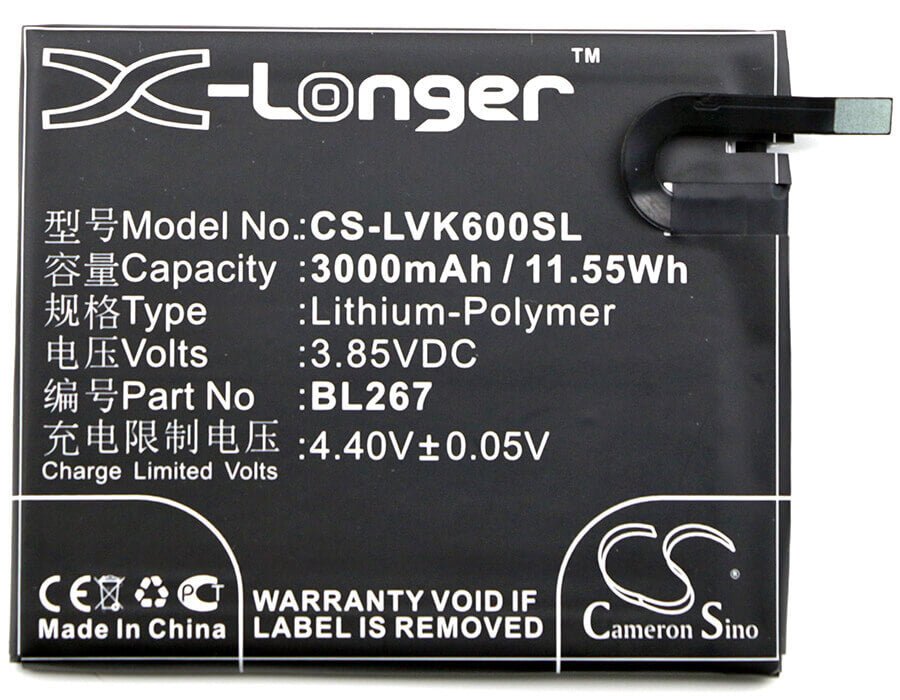 X-Longer™
型号Model No.:CS-LVK600SL
容量Capacity :3000mAh / 11.55Wh
规格Type :Lithium-Polymer
电压Volts :3.85VDC
编号Part No :BL267
充电限制电压 :4.40V±0.05V
Charge Limited Volts
CE PCT
Made in China
WARRANTY VOID IF
LABEL IS REMOVED
CS ®
Cameron Sino